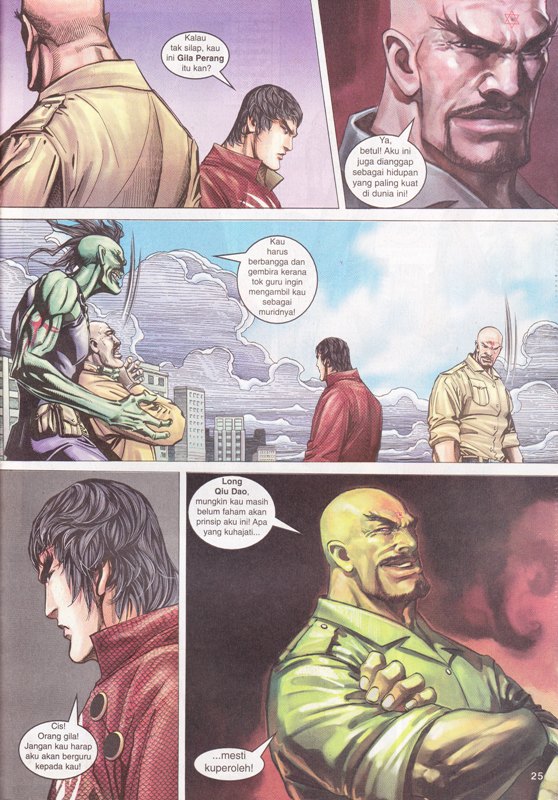 Kalau
tak silap, kau
ini Gila Perang
itu kan?
Ya,
betul! Aku ini
juga dianggap
sebagai hidupan
yang paling kuat
di dunia ini!
Kau
harus
berbangga dan
gembira kerana
tok guru ingin
mengambil kau
sebagai
muridnya!
Long
Qiu Dao,
mungkin kau masih
belum faham akan
prinsip aku ini! Apa
yang kuhajati...
Cis!
Orang gila!
Jangan kau harap
aku akan berguru
kepada kau!
...mesti
kuperoleh!
25